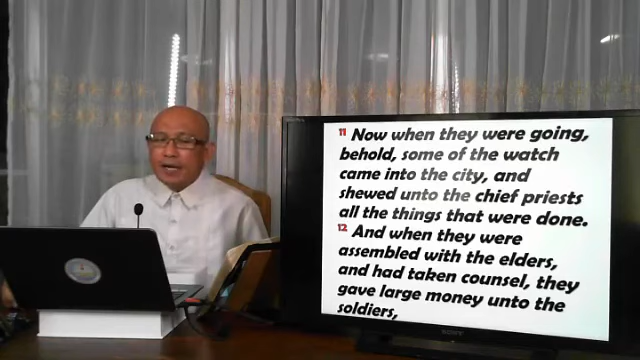 11 Now when they were going,
behold, some of the watch
came into the city, and
shewed unto the chief priests
all the things that were done.
12 And when they were
assembled with the elders,
and had taken counsel, they
gave large money unto the
soldiers,
SONY